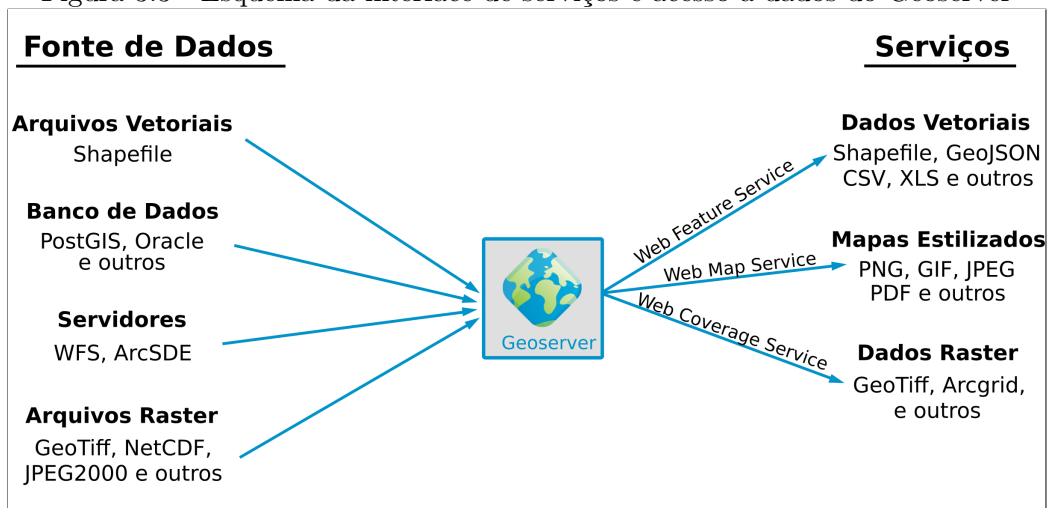 Fonte de Dados
Serviços
Arquivos Vetoriais
Shapefile
Banco de Dados
PostGIS, Oracle
e outros
Servidores
WFS, ArcSDE
Arquivos Raster
GeoTiff, NetCDF,
JPEG2000 e outros
Geoserver
Web Feature Service
Web Map Service
Web Coverage Service
Dados Vetoriais
Shapefile, GeoJSON
CSV, XLS e outros
Mapas Estilizados
PNG, GIF, JPEG
PDF e outros
Dados Raster
GeoTiff, Arcgrid,
e outros